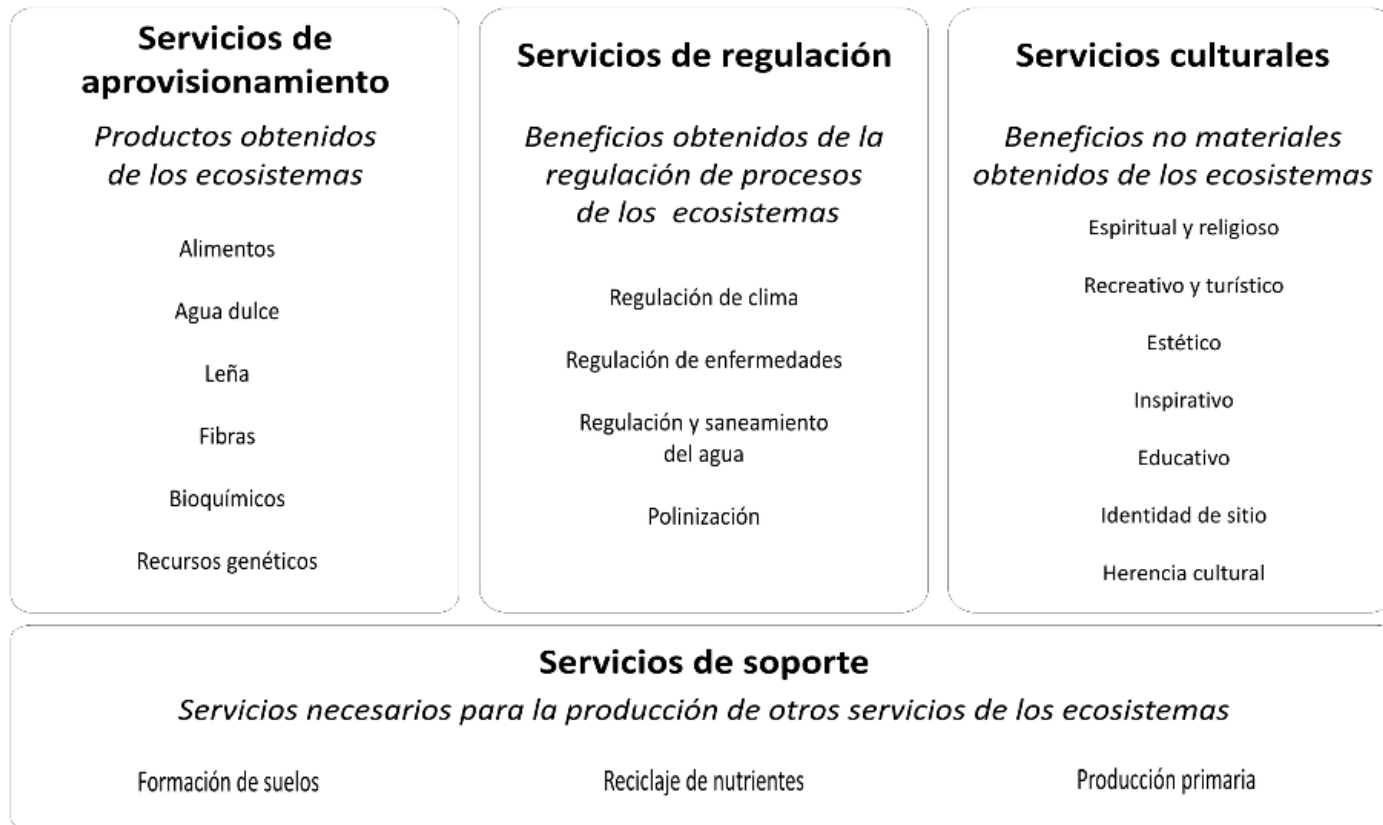 Servicios de
aprovisionamiento
Productos obtenidos
de los ecosistemas
Alimentos
Agua dulce
Leña
Fibras
Bioquímicos
Recursos genéticos
Servicios de regulación
Beneficios obtenidos de la
regulación de procesos
de los ecosistemas
Regulación de clima
Regulación de enfermedades
Regulación y saneamiento
del agua
Polinización
Servicios culturales
Beneficios no materiales
obtenidos de los ecosistemas
Espiritual y religioso
Recreativo y turístico
Estético
Inspirativo
Educativo
Identidad de sitio
Herencia cultural
Servicios de soporte
Servicios necesarios para la producción de otros servicios de los ecosistemas
Formación de suelos
Reciclaje de nutrientes
Producción primaria